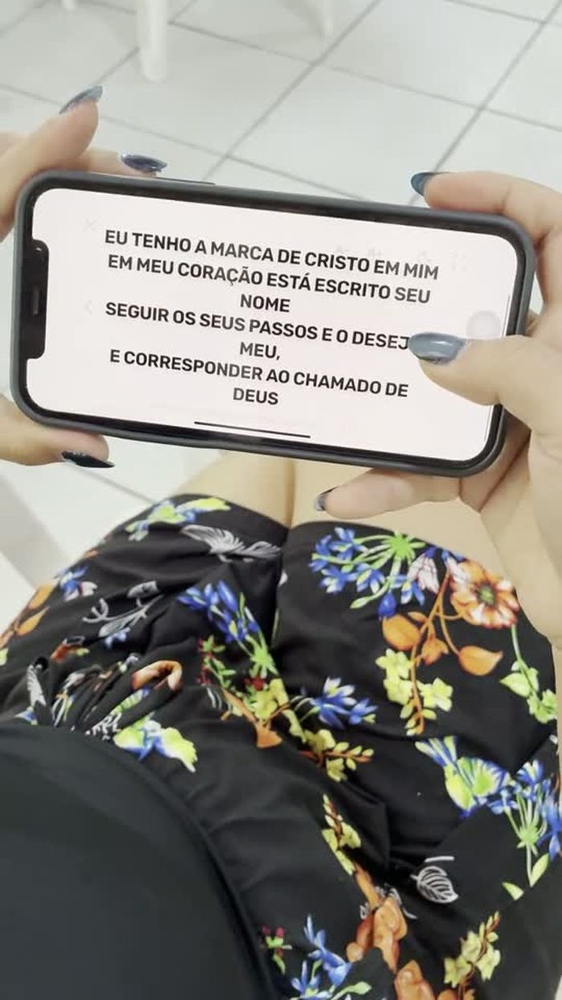 EU TENHO A MARCA DE CRISTO EM MIM
EM MEU CORAÇÃO ESTÁ ESCRITO SEU
NOME
SEGUIR OS SEUS PASSOS E O DESEJ
MEU,
E CORRESPONDER AO CHAMADO DE
DEUS